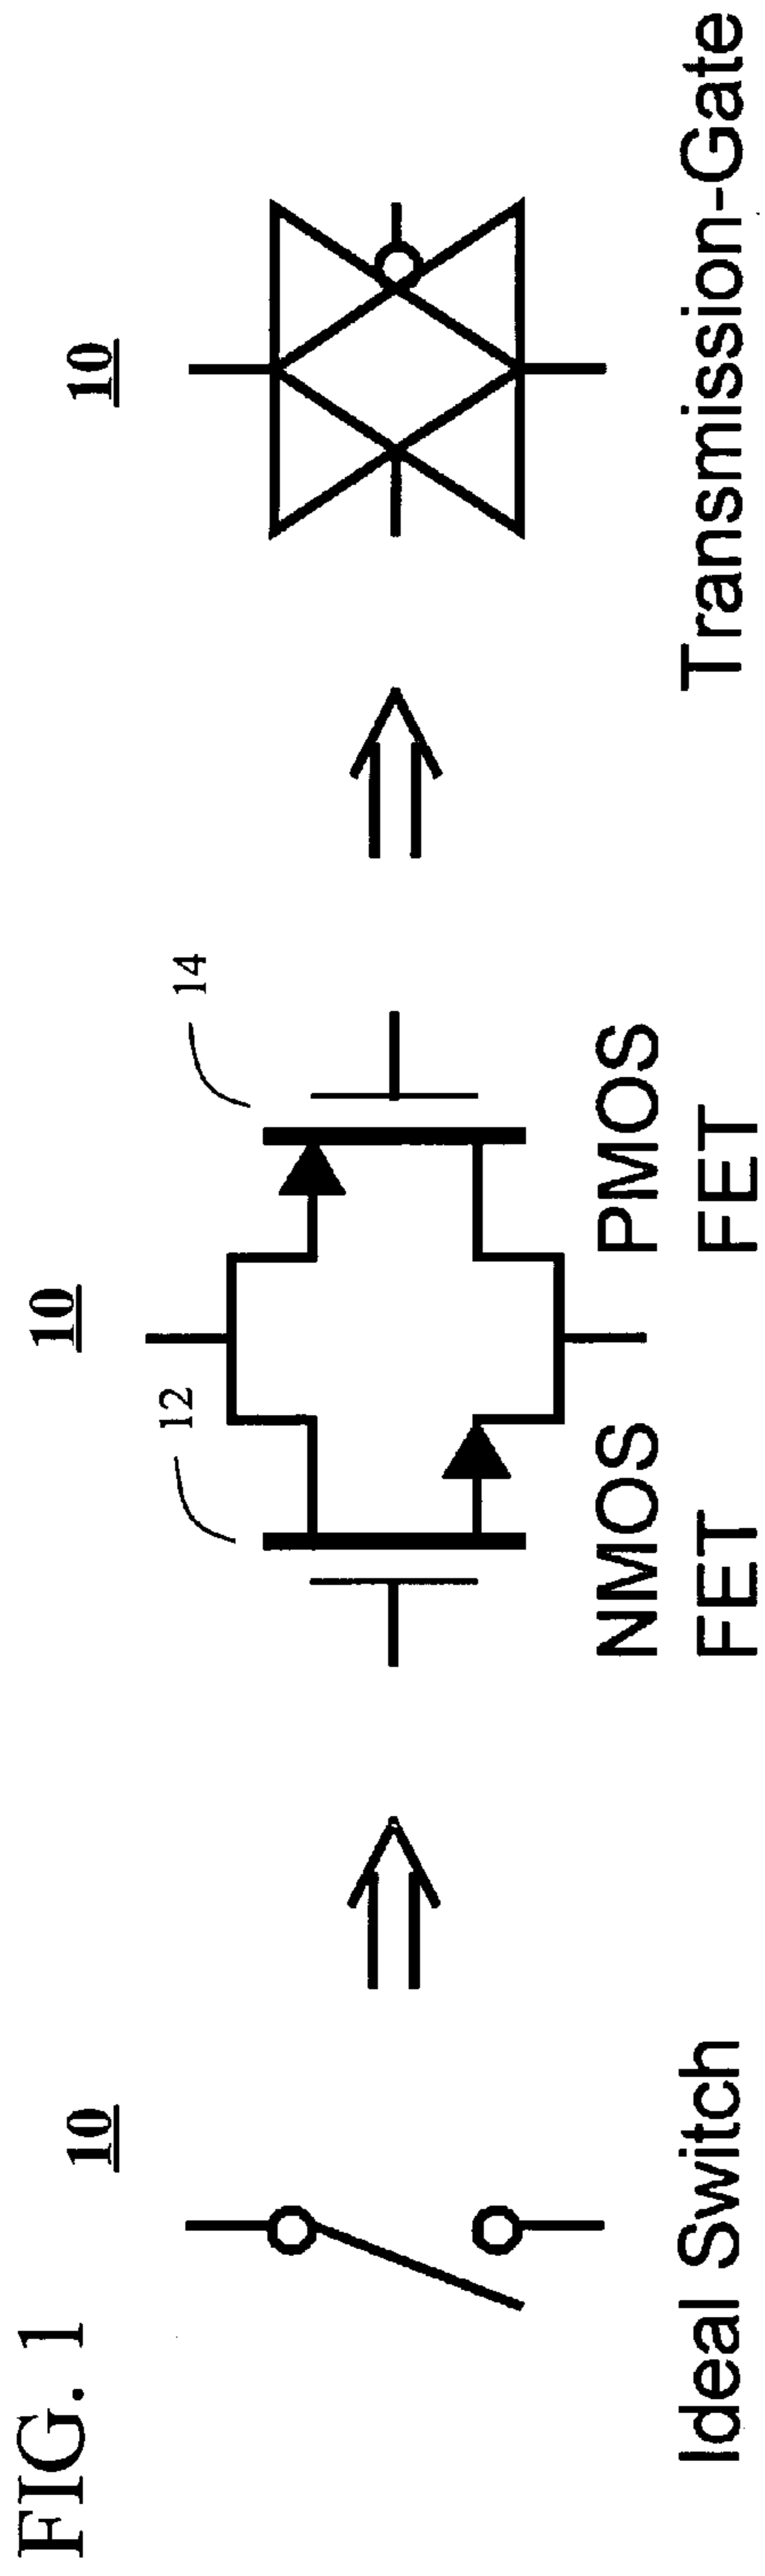 FIG. 1
10
Ideal Switch
10
12
14
NMOS
FET
PMOS
FET
10
Transmission-Gate